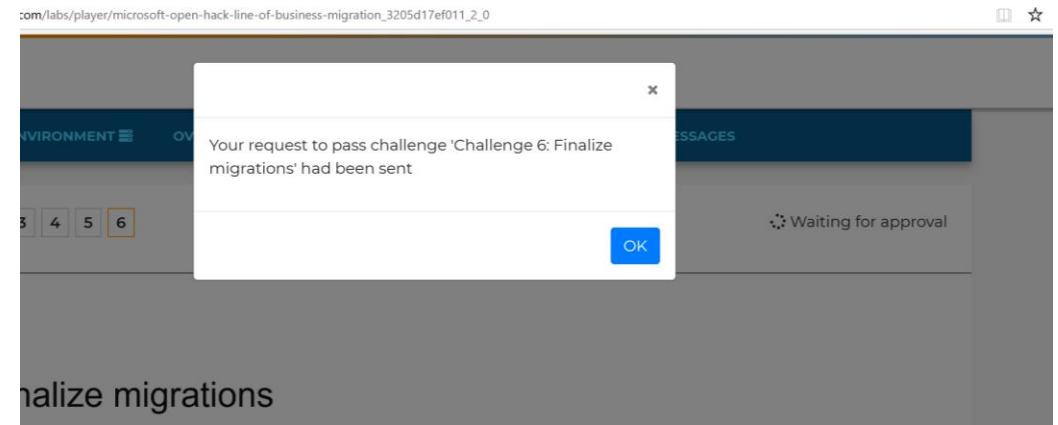 com/labs/player/microsoft-open-hack-line-of-business-migration_3205d17ef011_2_0
×
NVIRONMENT
OV
ESSAGES
Your request to pass challenge 'Challenge 6: Finalize
migrations' had been sent
3 4 5 6
Waiting for approval
OK
nalize migrations